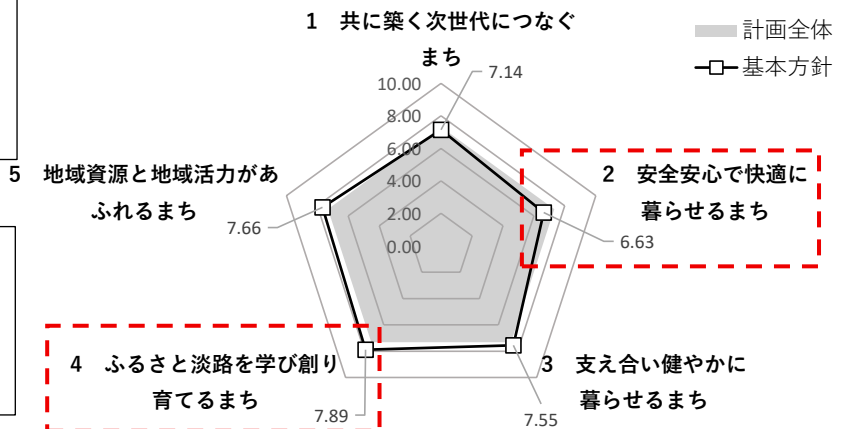 1 共に築く次世代につなぐ
まち
計画全体
基本方針
7.14
10.00
8.00
6.00
4.00
2.00
0.00
2 安全安心で快適に
暮らせるまち
6.63
3 支え合い健やかに
暮らせるまち
7.55
4 ふるさと淡路を学び創り
育てるまち
7.89
5 地域資源と地域活力があ
ふれるまち
7.66